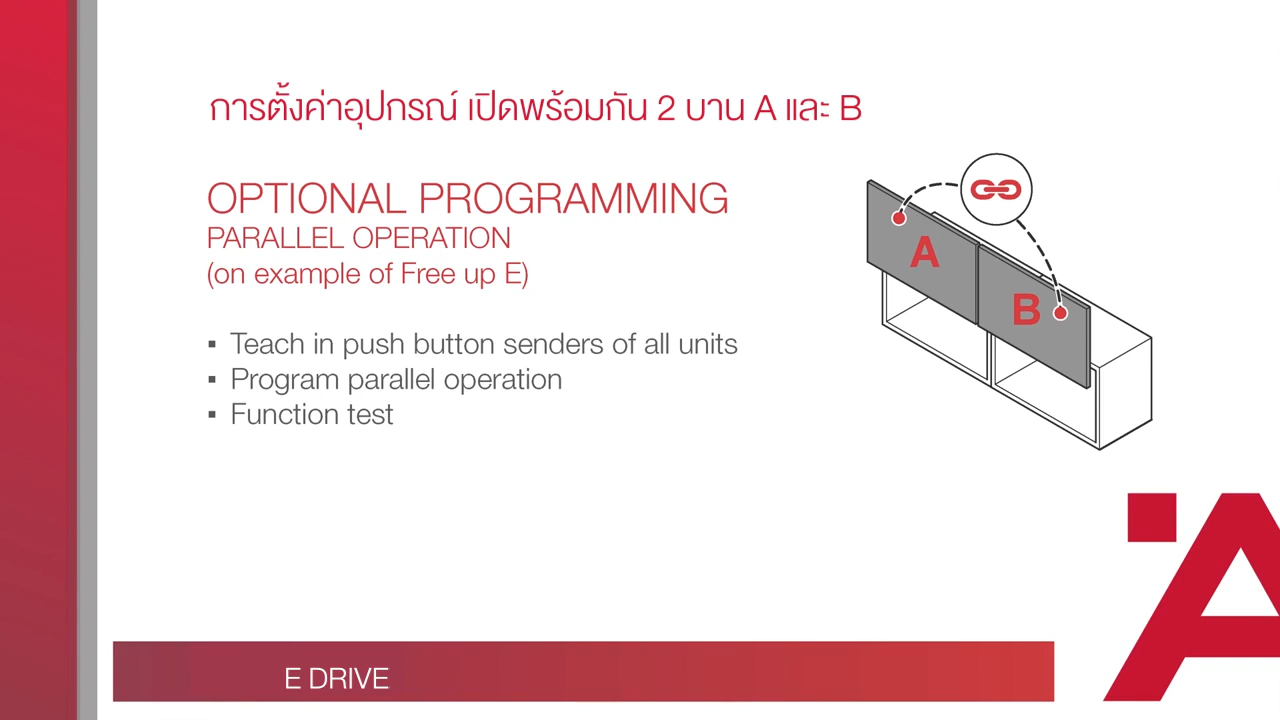 การตั้งค่าอุปกรณ์ เปิดพร้อมกัน 2 บาน A และ B
OPTIONAL PROGRAMMING
PARALLEL OPERATION
(on example of Free up E)
▪ Teach in push button senders of all units
▪ Program parallel operation
▪ Function test
A
B
E DRIVE